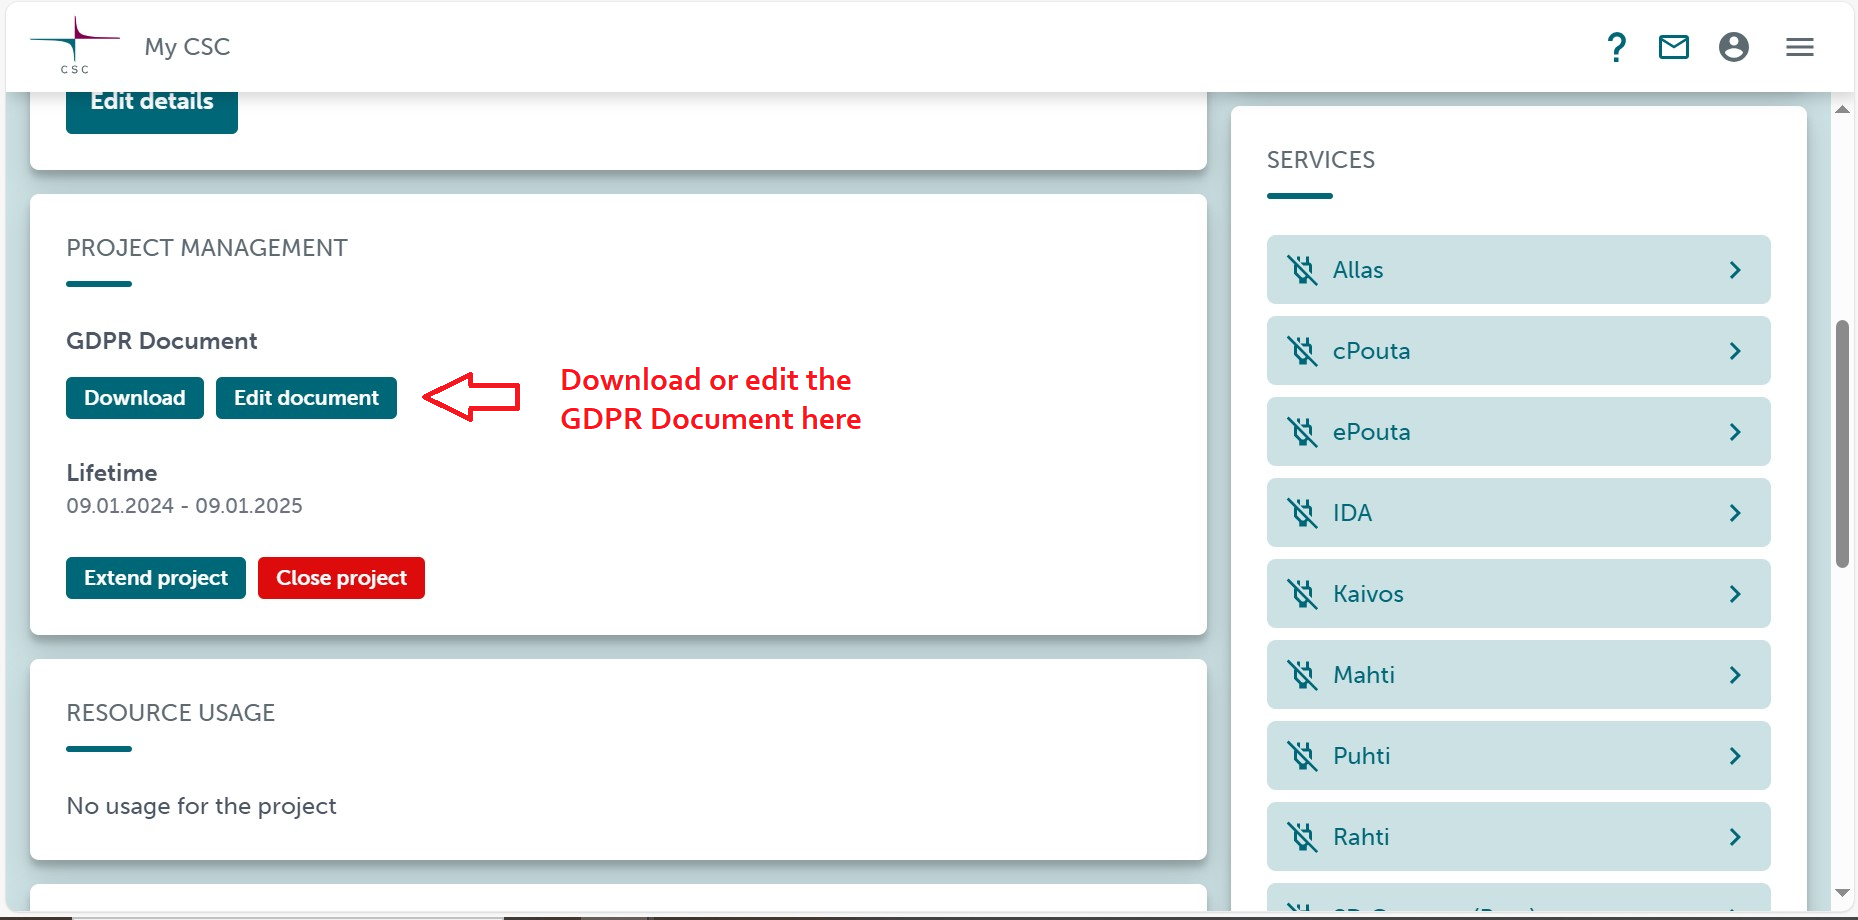 CSC
My CSC
?
Edit details
PROJECT MANAGEMENT
GDPR Document
Download
Edit document
Download or edit the
GDPR Document here
Lifetime
09.01.2024 - 09.01.2025
Extend project
Close project
RESOURCE USAGE
No usage for the project
SERVICES
Allas
cPouta
ePouta
IDA
Kaivos
Mahti
Puhti
Rahti